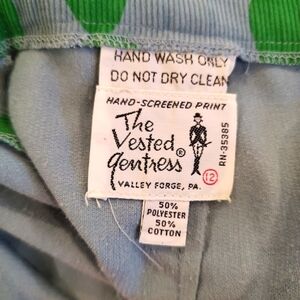 HAND WASH ONLY
DO NOT DRY CLEAN
HAND-SCREENED PRINT
The
Vested
Gentress®
VALLEY FORGE, PA.
RN-35385
12
50%
POLYESTER
50%
COTTON